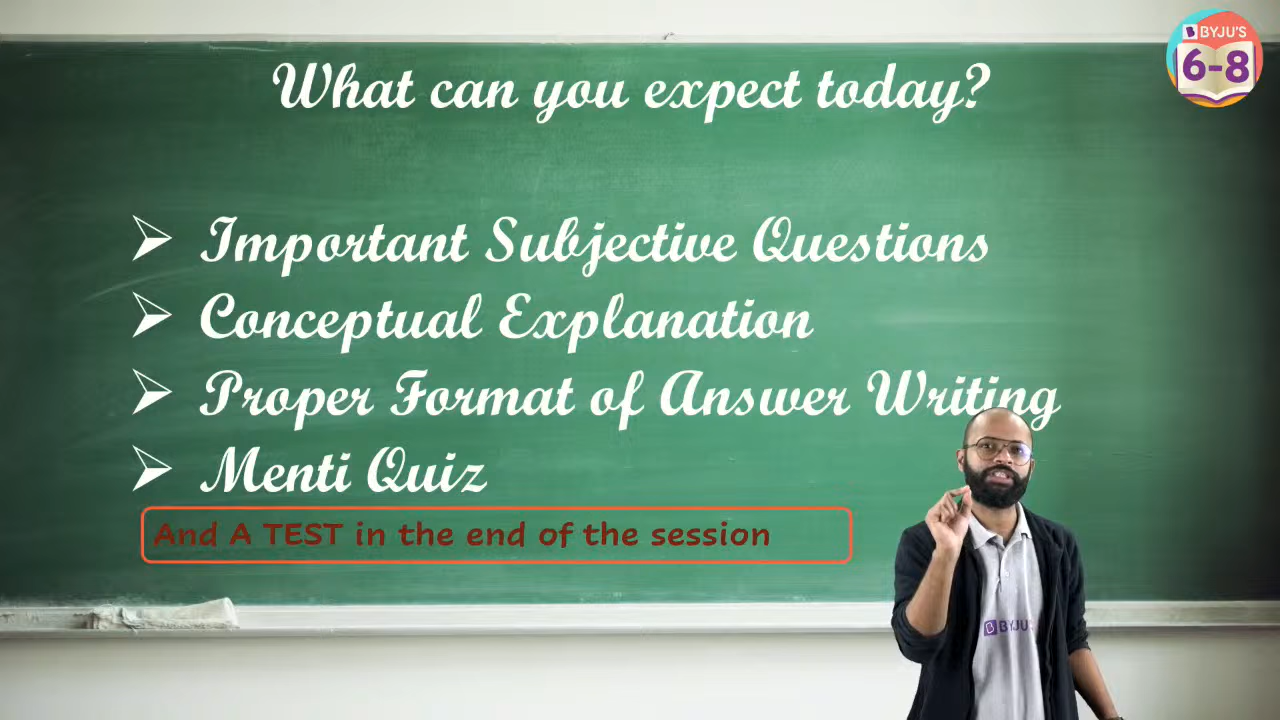 BYJU'S
6-8
What can you expect today?
Important Subjective Questions
Conceptual Explanation
Proper Format of Answer Writing
Menti Quiz
And A TEST in the end of the session
BYJU'S